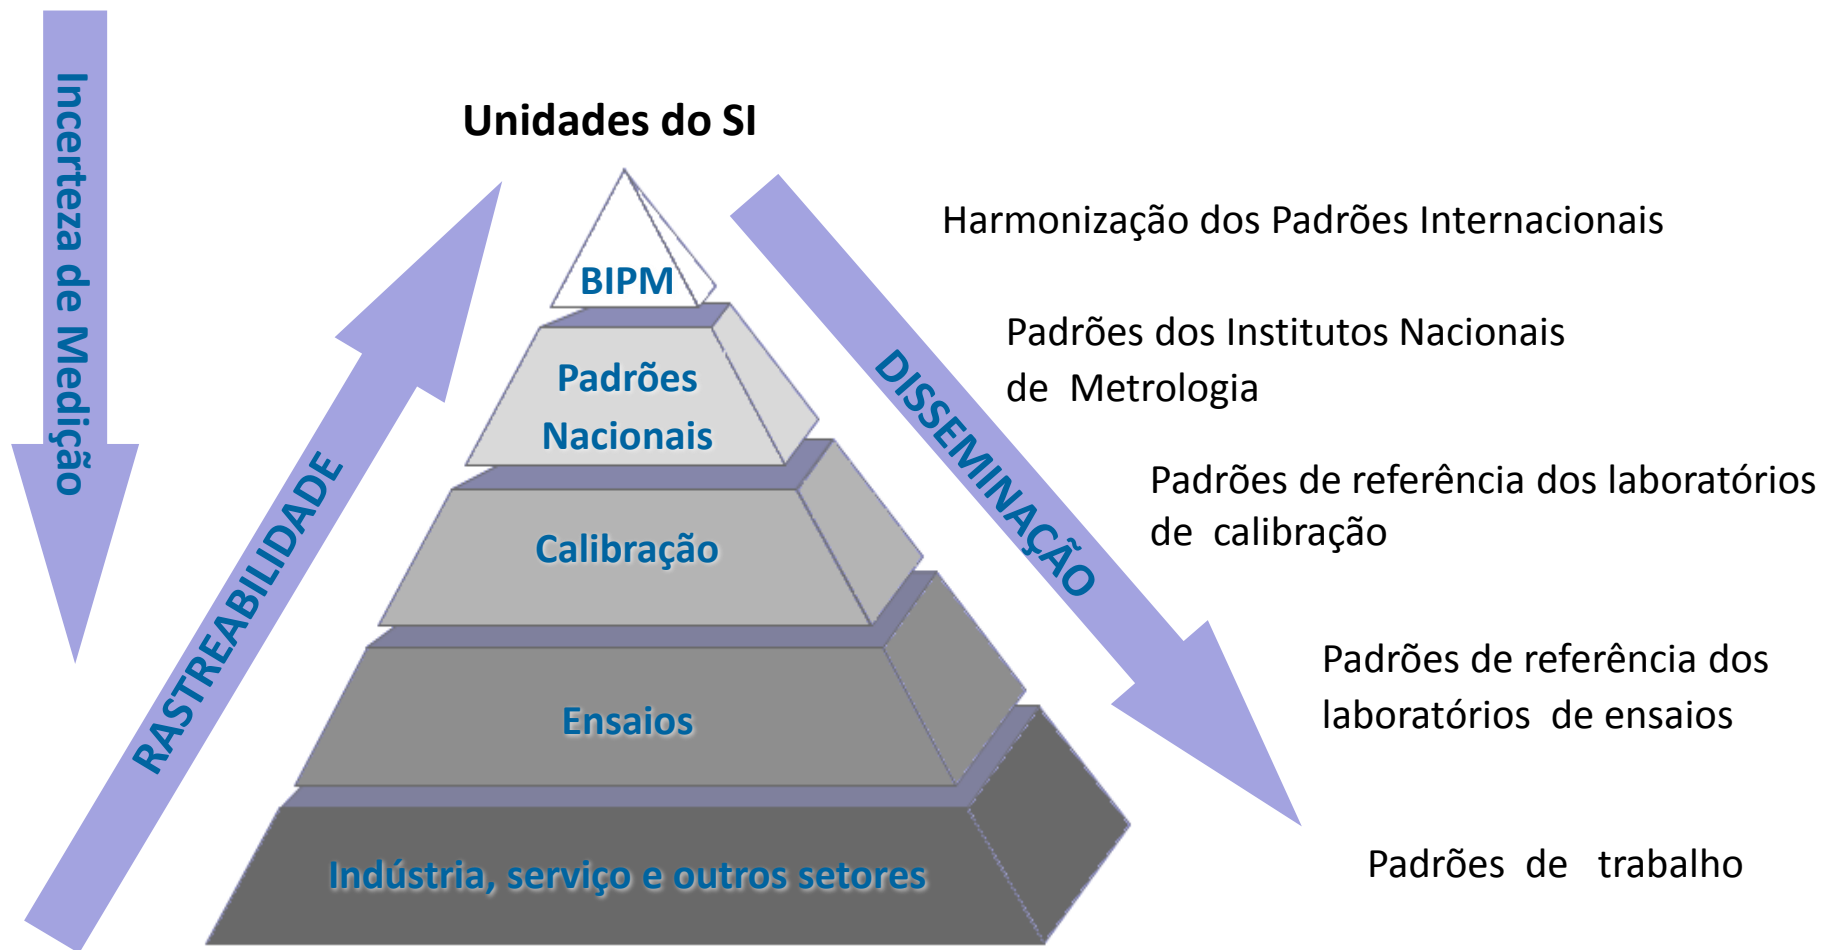 Incerteza de Medição
Unidades do SI
BIPM
Harmonização dos Padrões Internacionais
Padrões
Nacionais
Padrões dos Institutos Nacionais
de Metrologia
RASTREABILIDADE
DISSEMINAÇÃO
Calibração
Padrões de referência dos laboratórios
de calibração
Ensaios
Padrões de referência dos
laboratórios de ensaios
Indústria, serviço e outros setores
Padrões de trabalho